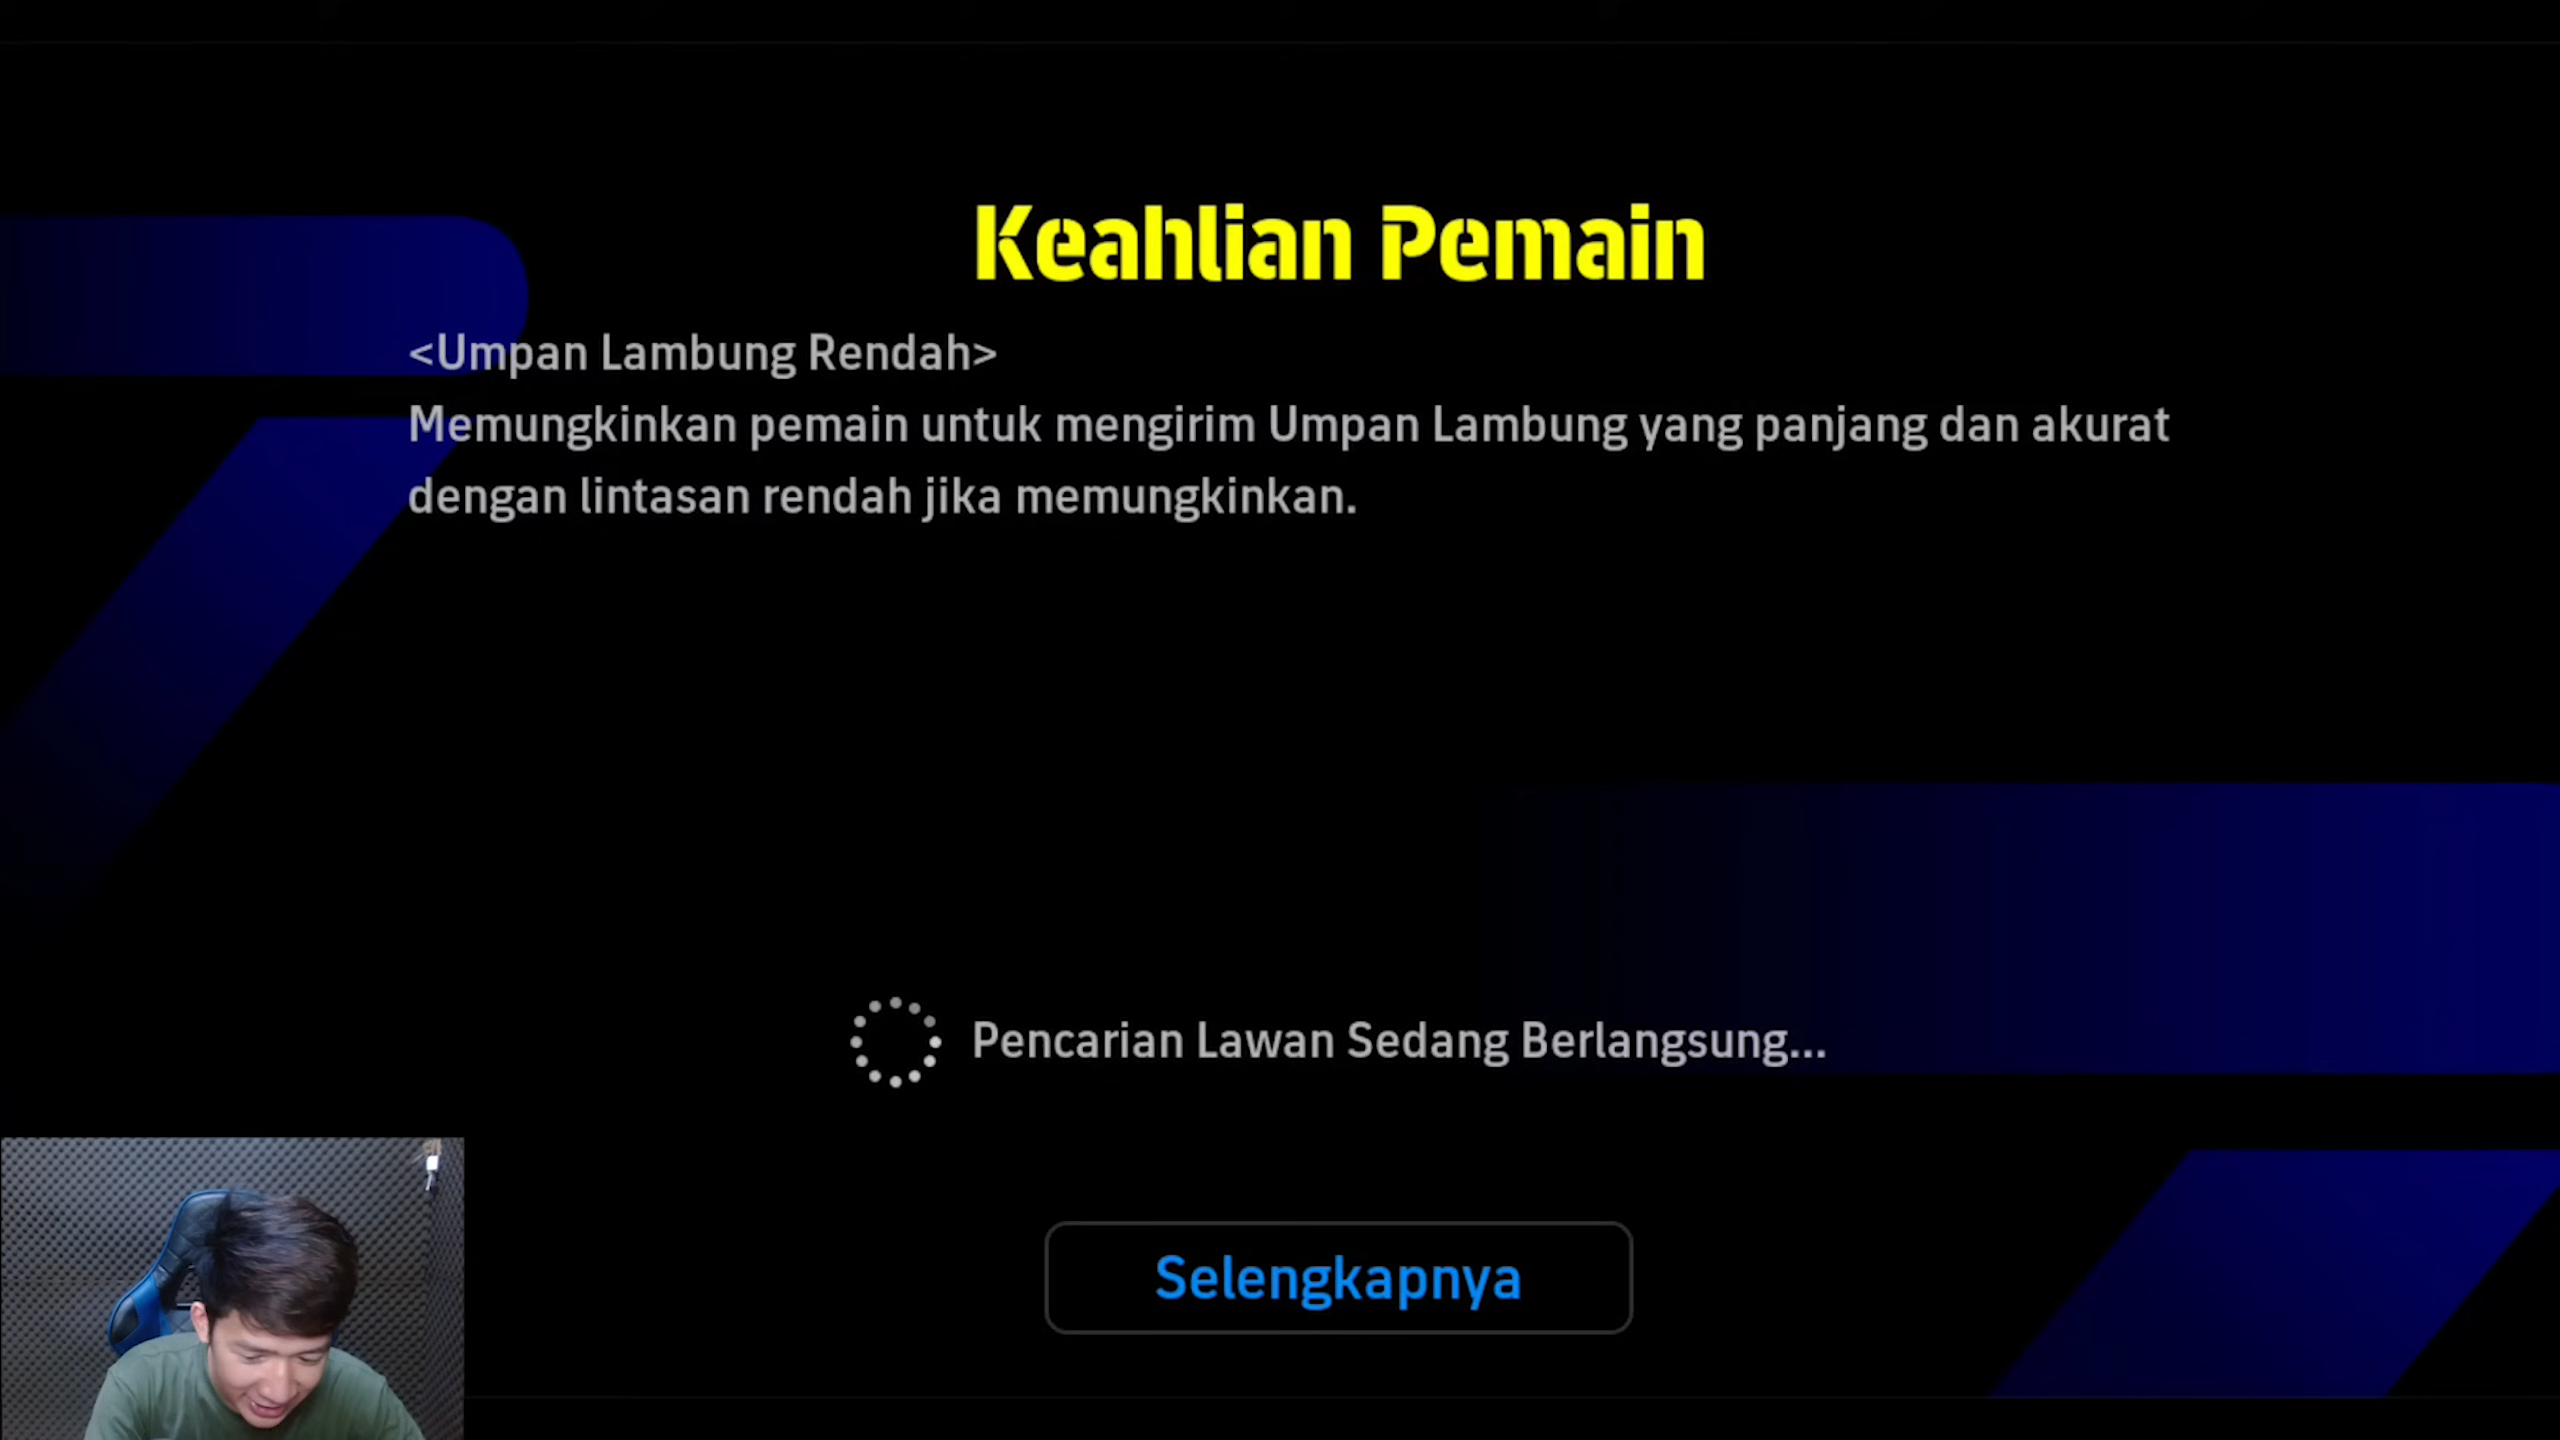 Keahlian Pemain
<Umpan Lambung Rendah>
Memungkinkan pemain untuk mengirim Umpan Lambung yang panjang dan akurat
dengan lintasan rendah jika memungkinkan.
Pencarian Lawan Sedang Berlangsung...
Selengkapnya